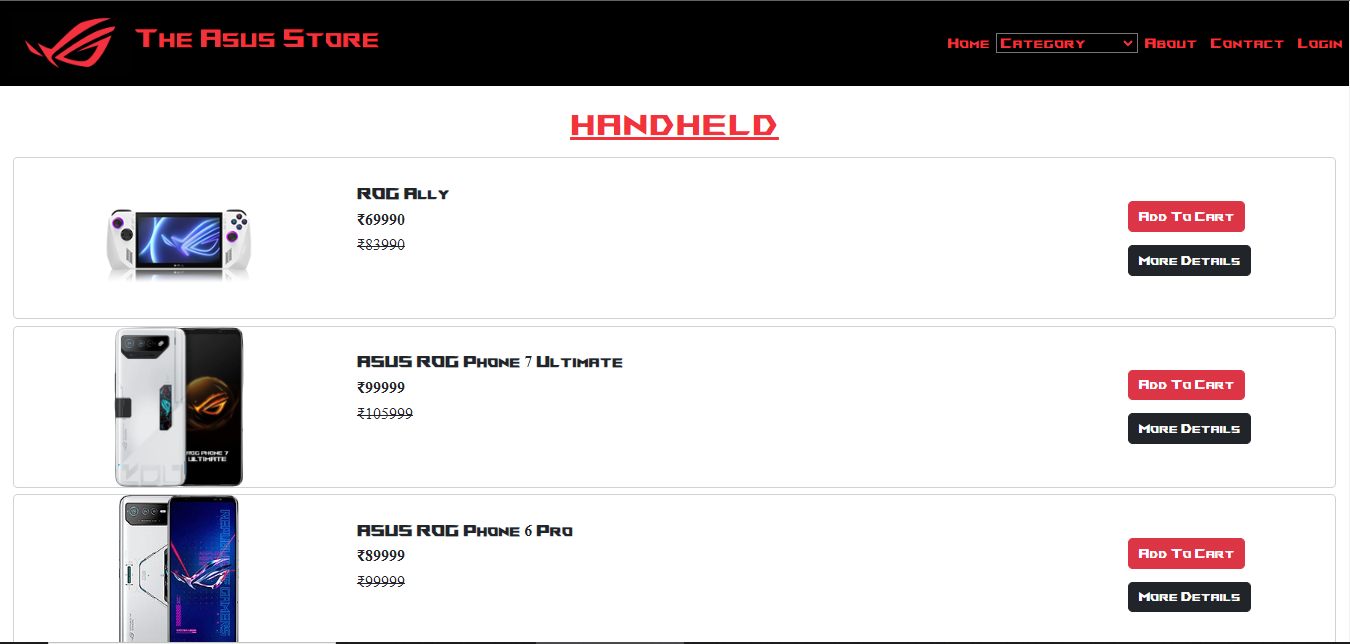 The Asus Store
Home Category About Contact Login
HANDHELD
ROG Ally
₹69990
₹83990
Add To Cart
More Details
ASUS ROG Phone 7 Ultimate
₹99999
₹105999
Add To Cart
More Details
ROG PHONE 7
ULTIMATE
ASUS ROG Phone 6 Pro
₹89999
₹99999
Add To Cart
More Details